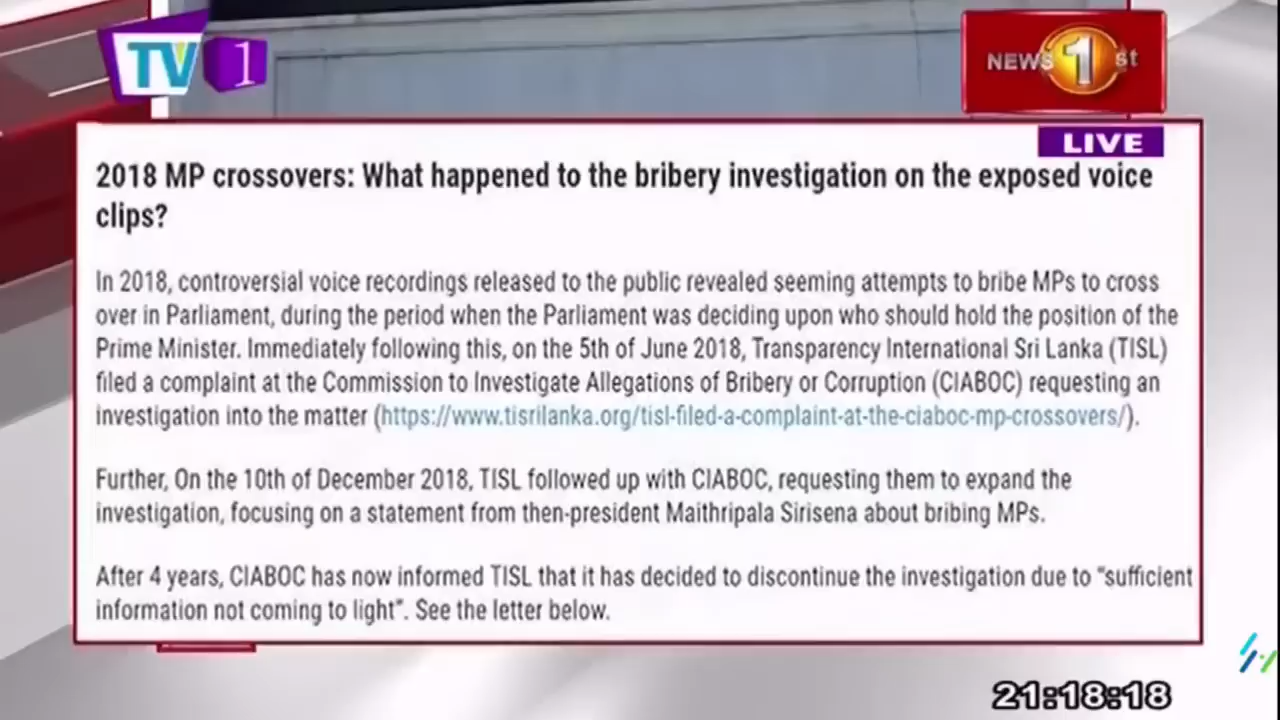 TV 1
NEWS 1st
LIVE
2018 MP crossovers: What happened to the bribery investigation on the exposed voice
clips?
In 2018, controversial voice recordings released to the public revealed seeming attempts to bribe MPs to cross
over in Parliament, during the period when the Parliament was deciding upon who should hold the position of the
Prime Minister. Immediately following this, on the 5th of June 2018, Transparency International Sri Lanka (TISL)
filed a complaint at the Commission to Investigate Allegations of Bribery or Corruption (CIABOC) requesting an
investigation into the matter (https://www.tisrilanka.org/tisl-filed-a-complaint-at-the-ciaboc-mp-crossovers/).
Further, On the 10th of December 2018, TISL followed up with CIABOC, requesting them to expand the
investigation, focusing on a statement from then-president Maithripala Sirisena about bribing MPs.
After 4 years, CIABOC has now informed TISL that it has decided to discontinue the investigation due to “sufficient
information not coming to light”. See the letter below.
21:18:18